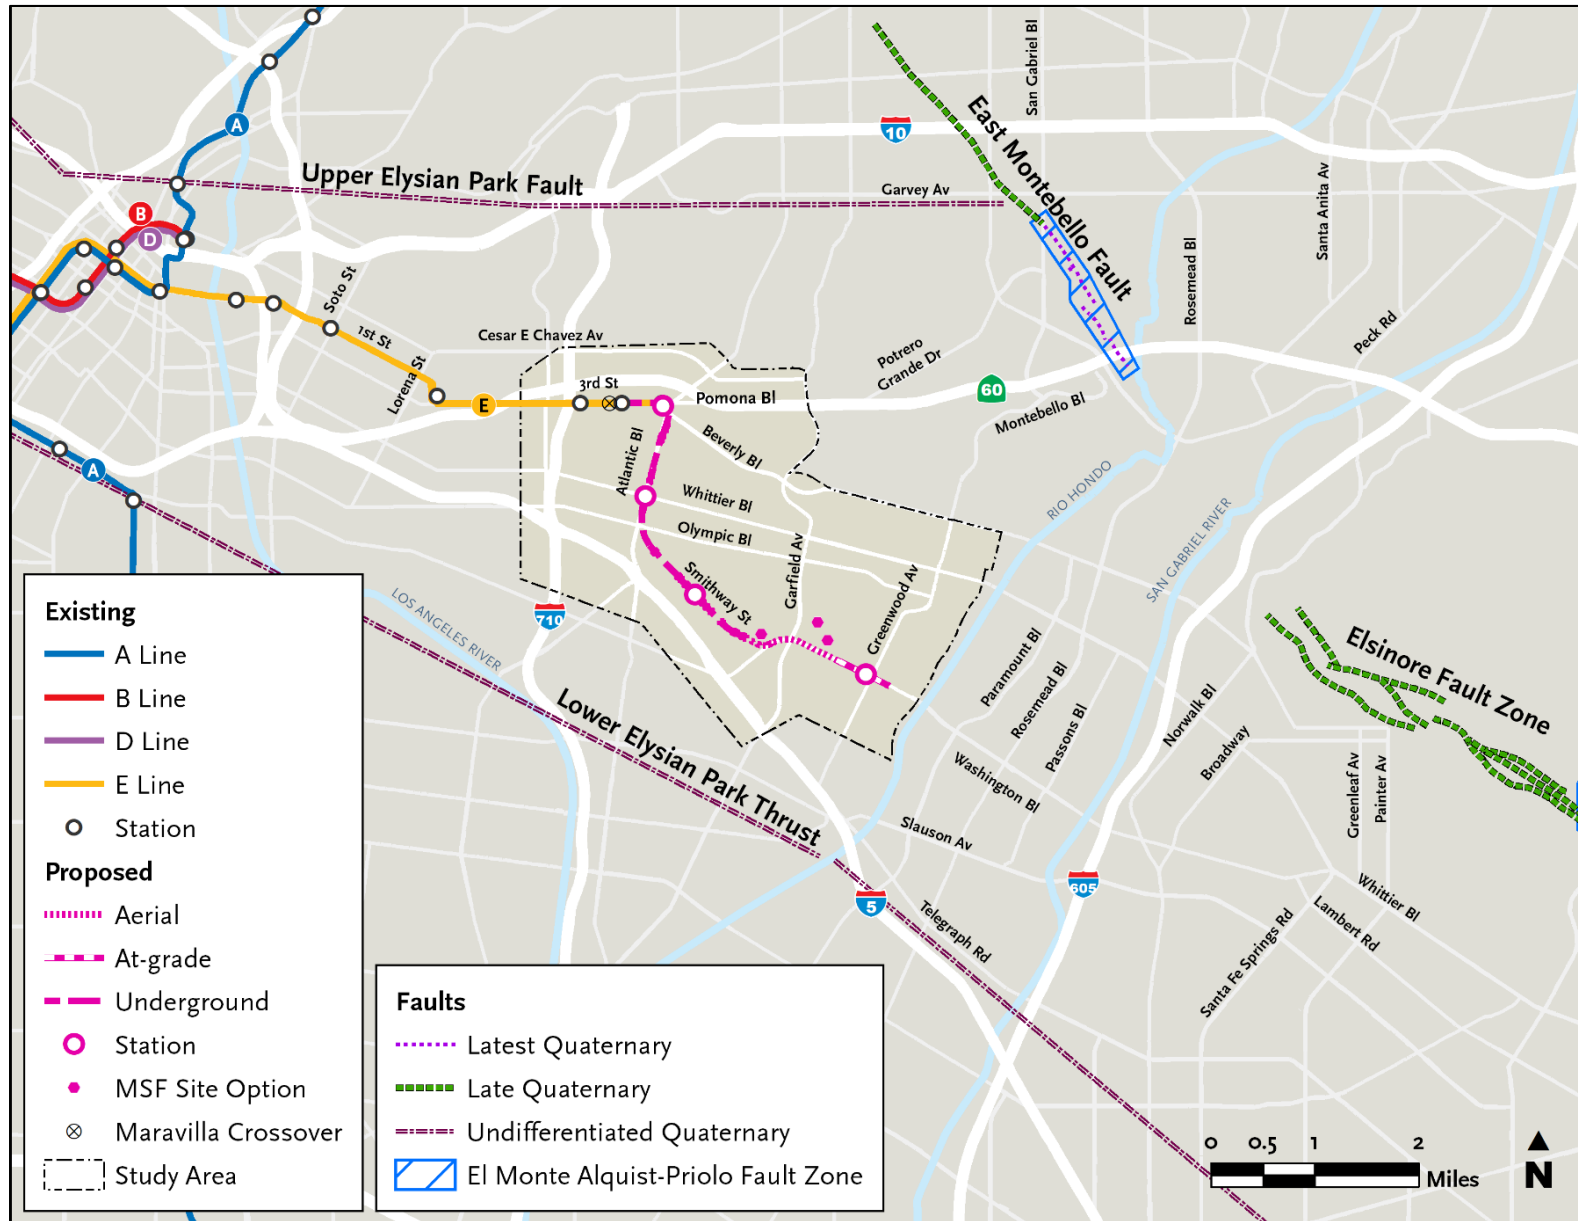 San Gabriel Bl
A
10
East Montebello Fault
Upper Elysian Park Fault
Garvey Av
Santa Anita Av
B
D
Rosemead Bl
Soto St
1st St
Cesar E Chavez Av
Potrero
Grande Dr
Peck Rd
Lorena St
3rd St
E
Pomona Bl
60
Montebello Bl
Atlantic Bl
Beverly Bl
A
Whittier Bl
RIO HONDO
SAN GABRIEL RIVER
Olympic Bl
Smithway St
Garfield Av
Greenwood Av
LOS ANGELES RIVER
710
Paramount Bl
Rosemead Bl
Passons Bl
Norwalk Bl
Broadway
Elsinore Fault Zone
Lower Elysian Park Thrust
Washington Bl
Greenleaf Av
Painter Av
Slauson Av
605
5
Telegraph Rd
Whittier Bl
Lambert Rd
Santa Fe Springs Rd
Existing
A Line
B Line
D Line
E Line
Station
Proposed
Aerial
At-grade
Underground
Station
MSF Site Option
Maravilla Crossover
Study Area
Faults
Latest Quaternary
Late Quaternary
Undifferentiated Quaternary
El Monte Alquist-Priolo Fault Zone
0 0.5 1 2
Miles
N